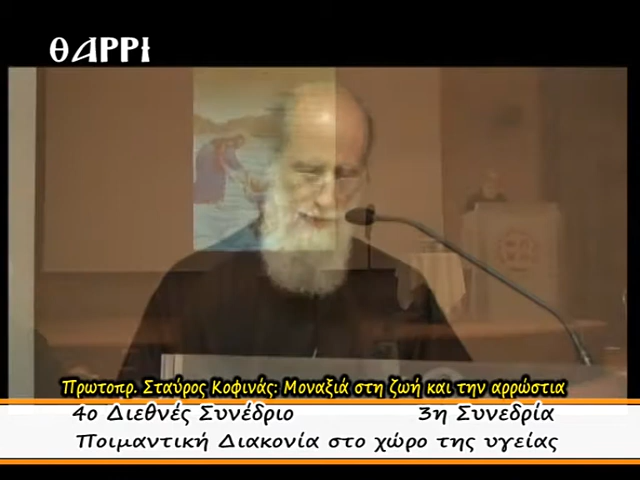 ΘΑΡΡΙ
Πρωτοπρ. Σταύρος Κοφινάς: Μοναξιά στη ζωή και την αρρώστια
4ο Διεθνές Συνέδριο 3η Συνεδρία
Ποιμαντική Διακονία στο χώρο της υγείας